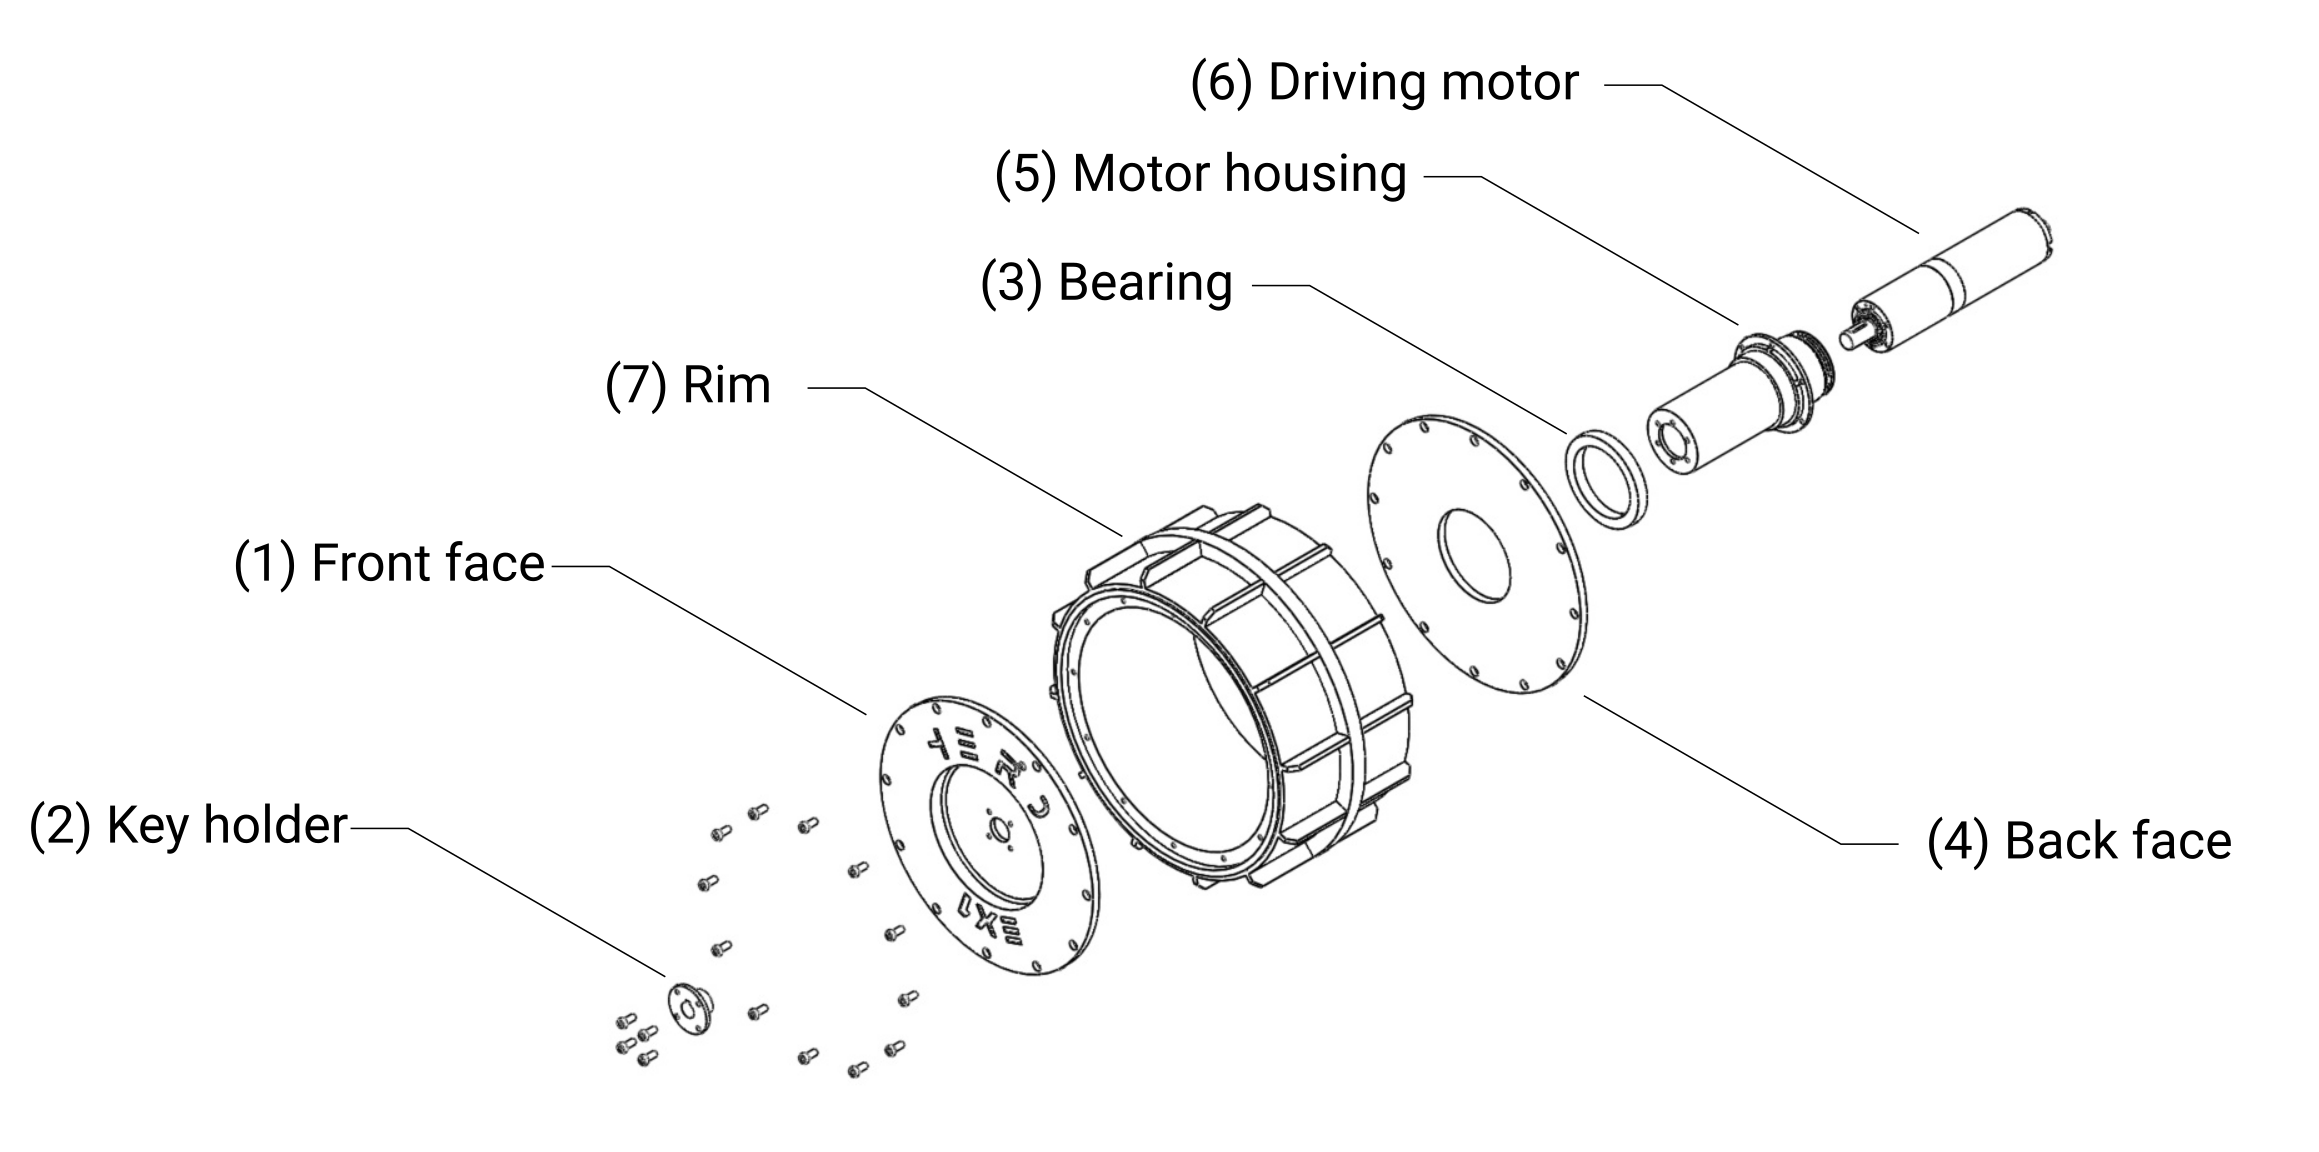 (6) Driving motor
(5) Motor housing
(3) Bearing
(7) Rim
(1) Front face
(2) Key holder
(4) Back face
EX1